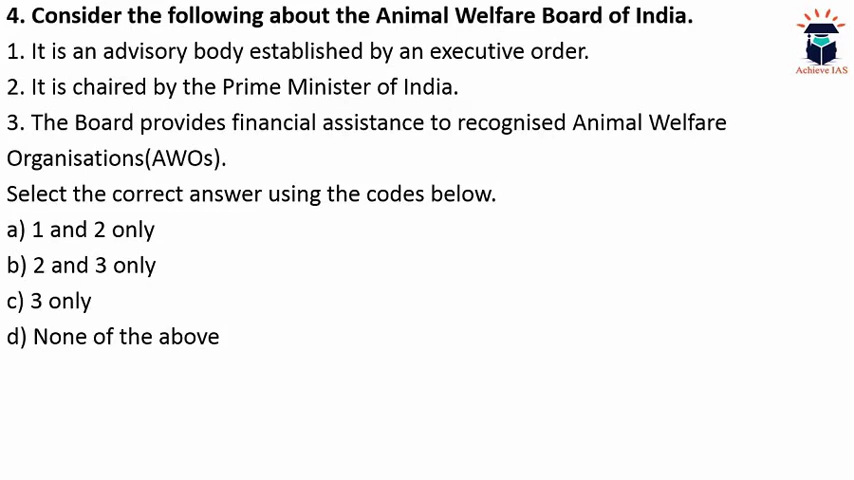 4. Consider the following about the Animal Welfare Board of India.
1. It is an advisory body established by an executive order.
2. It is chaired by the Prime Minister of India.
3. The Board provides financial assistance to recognised Animal Welfare
Organisations(AWOs).
Select the correct answer using the codes below.
a) 1 and 2 only
b) 2 and 3 only
c) 3 only
d) None of the above
Achieve IAS